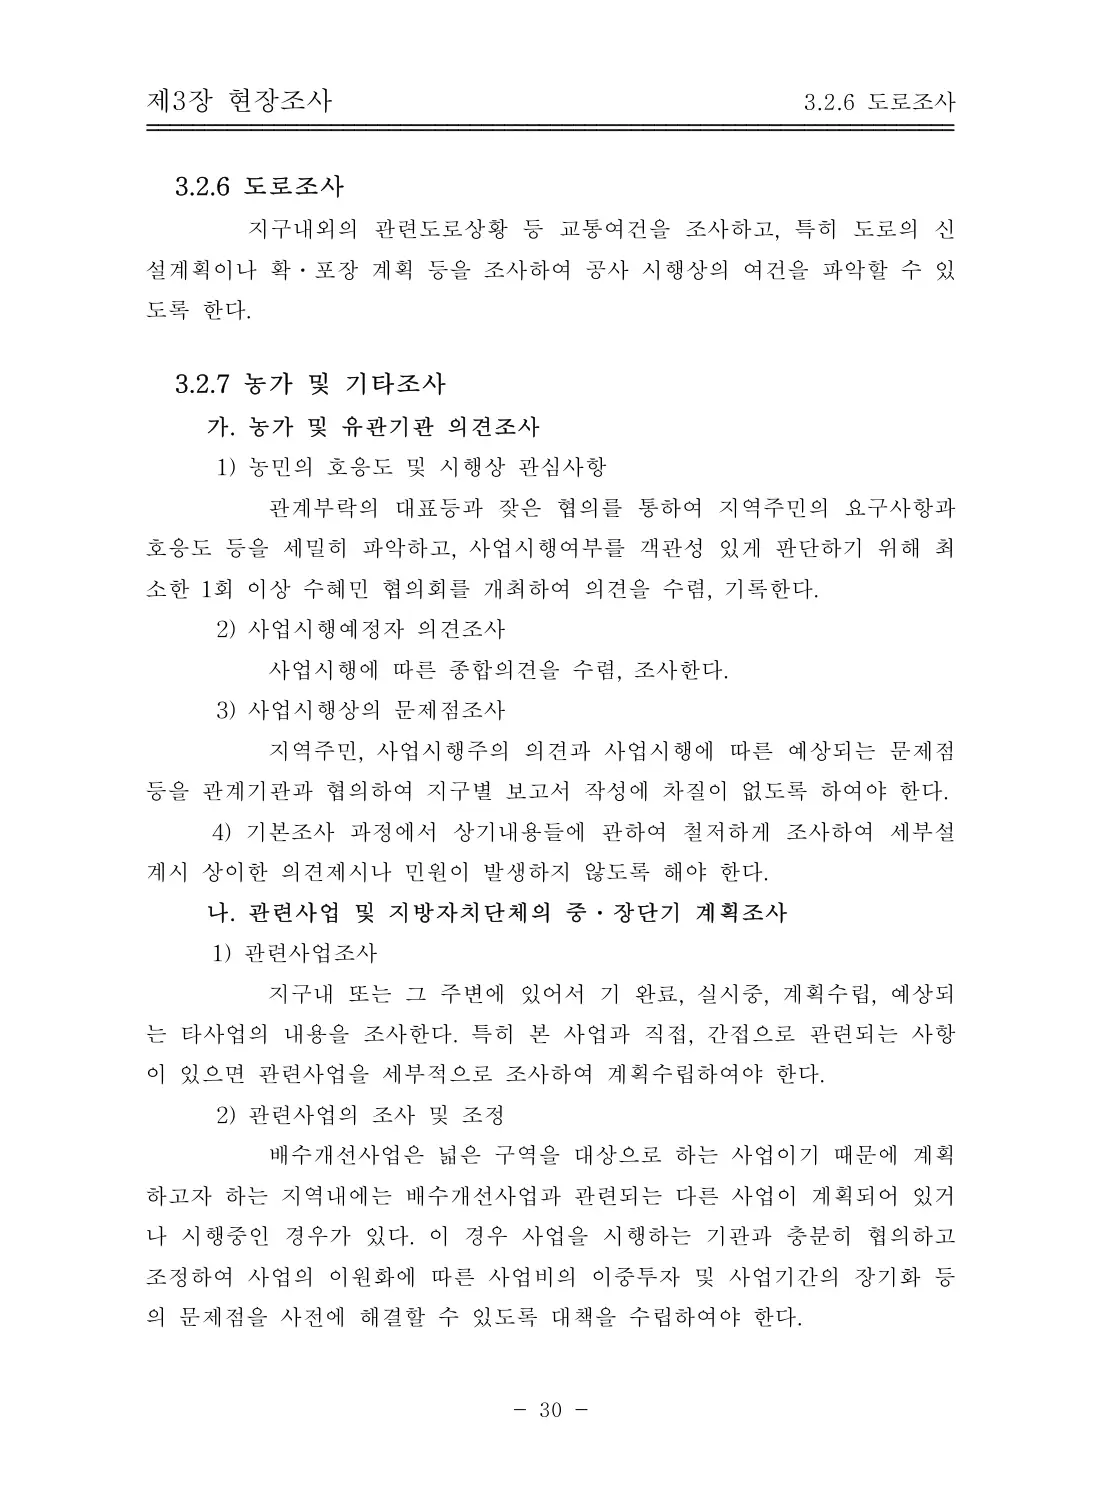 제3장 현장조사
3.2.6 도로조사
3.2.6 도로조사
지구내외의 관련도로상황 등 교통여건을 조사하고, 특히 도로의 신
설계획이나 확·포장 계획 등을 조사하여 공사 시행상의 여건을 파악할 수 있
도록 한다.
3.2.7 농가 및 기타조사
가. 농가 및 유관기관 의견조사
1) 농민의 호응도 및 시행상 관심사항
관계부락의 대표등과 잦은 협의를 통하여 지역주민의 요구사항과
호응도 등을 세밀히 파악하고, 사업시행여부를 객관성 있게 판단하기 위해 최
소한 1회 이상 수혜민 협의회를 개최하여 의견을 수렴, 기록한다.
2) 사업시행예정자 의견조사
사업시행에 따른 종합의견을 수렴, 조사한다.
3) 사업시행상의 문제점조사
지역주민, 사업시행주의 의견과 사업시행에 따른 예상되는 문제점
등을 관계기관과 협의하여 지구별 보고서 작성에 차질이 없도록 하여야 한다.
4) 기본조사 과정에서 상기내용들에 관하여 철저하게 조사하여 세부설
계시 상이한 의견제시나 민원이 발생하지 않도록 해야 한다.
나. 관련사업 및 지방자치단체의 중·장단기 계획조사
1) 관련사업조사
지구내 또는 그 주변에 있어서 기 완료, 실시중, 계획수립, 예상되
는 타사업의 내용을 조사한다. 특히 본 사업과 직접, 간접으로 관련되는 사항
이 있으면 관련사업을 세부적으로 조사하여 계획수립하여야 한다.
2) 관련사업의 조사 및 조정
배수개선사업은 넓은 구역을 대상으로 하는 사업이기 때문에 계획
하고자 하는 지역내에는 배수개선사업과 관련되는 다른 사업이 계획되어 있거
나 시행중인 경우가 있다. 이 경우 사업을 시행하는 기관과 충분히 협의하고
조정하여 사업의 이원화에 따른 사업비의 이중투자 및 사업기간의 장기화 등
의 문제점을 사전에 해결할 수 있도록 대책을 수립하여야 한다.
- 30 -